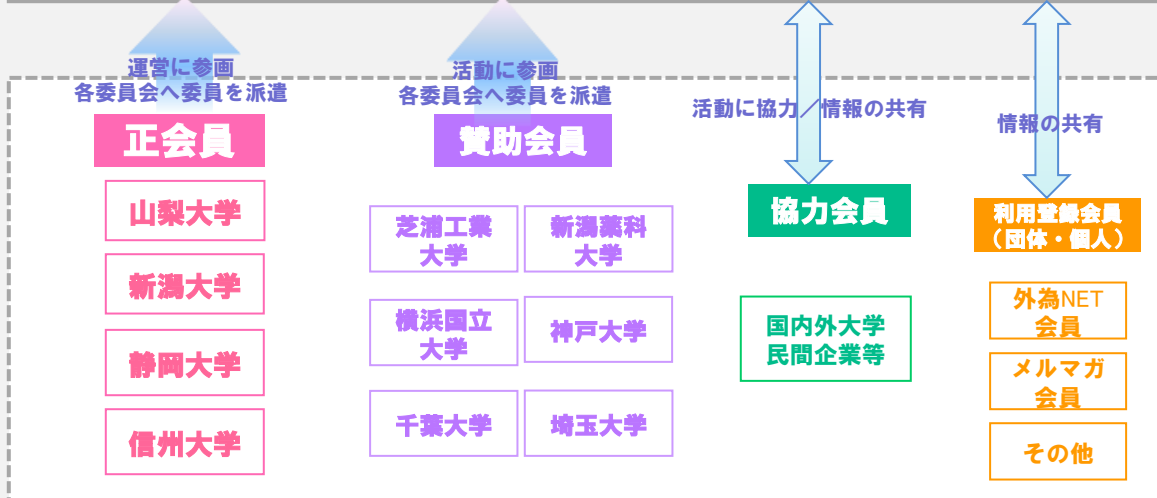 運営に参画
各委員会へ委員を派遣
正会員
山梨大学
新潟大学
静岡大学
信州大学
活動に参画
各委員会へ委員を派遣
賛助会員
芝浦工業
大学
新潟薬科
大学
横浜国立
大学
神戸大学
千葉大学
埼玉大学
活動に協力／情報の共有
協力会員
国内外大学
民間企業等
情報の共有
利用登録会員
（団体・個人）
外為NET
会員
メルマガ
会員
その他